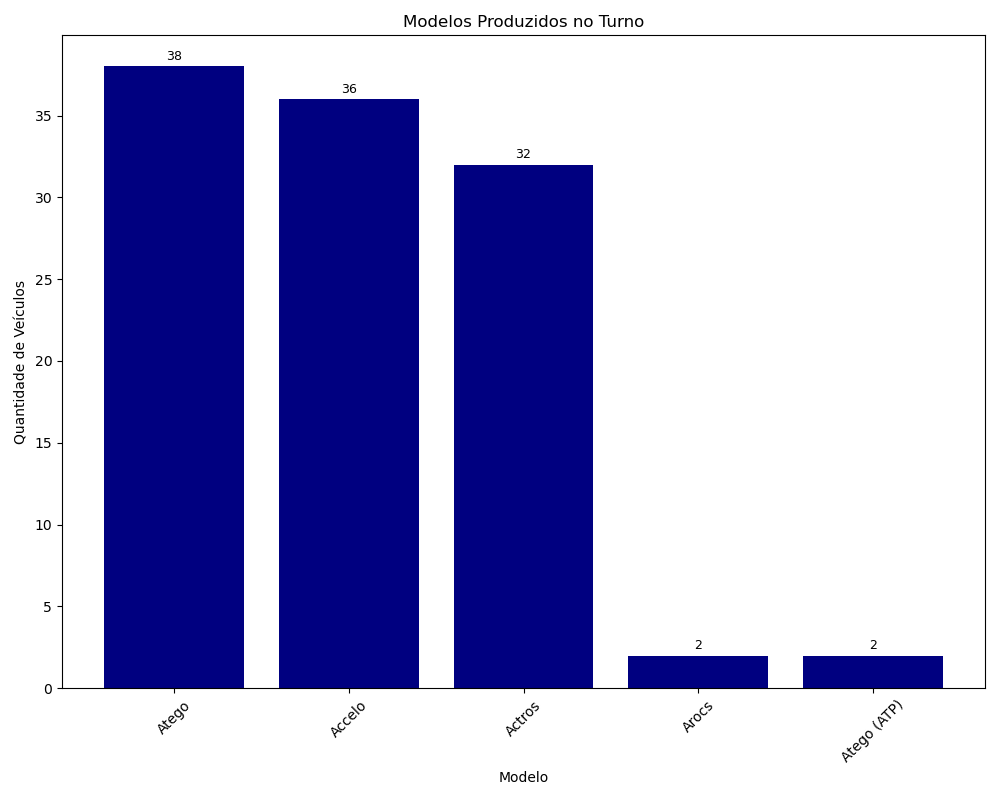 Modelos Produzidos no Turno
38
36
32
2
2
35
30
25
20
15
10
5
0
Quantidade de Veículos
Atego
Accelo
Actros
Arocs
Atego (ATP)
Modelo